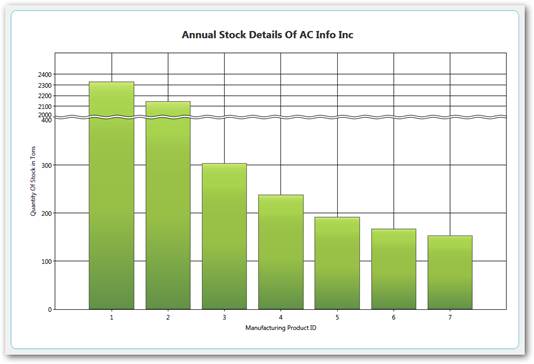 Annual Stock Details Of AC Info Inc
2400
2300
2200
2100
2000
400
300
200
100
0
Quantity Of Stock in Tons
1 2 3 4 5 6 7
Manufacturing Product ID